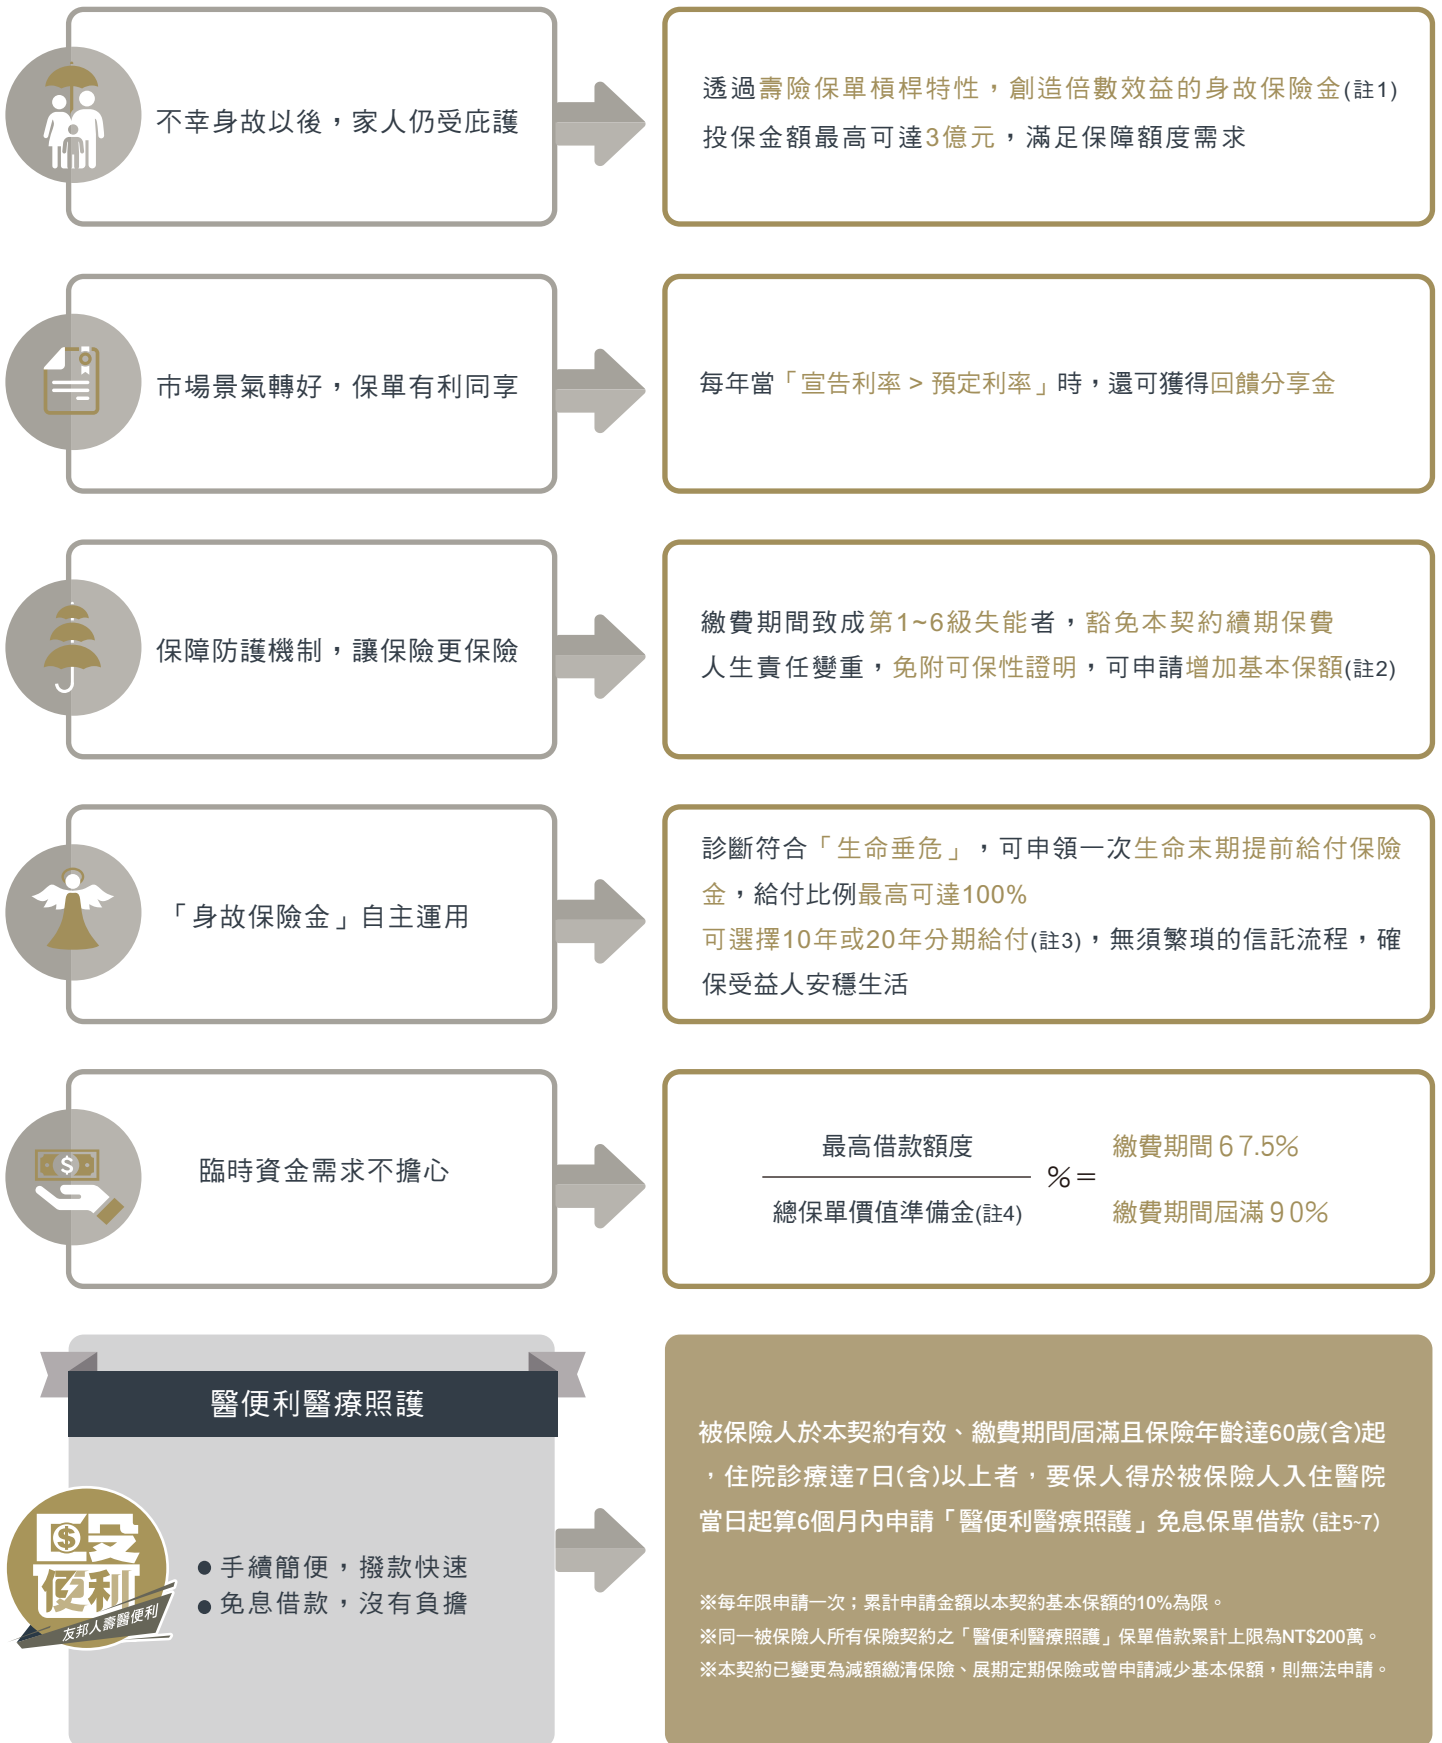 不幸身故以後，家人仍受庇護
透過壽險保單槓桿特性，創造倍數效益的身故保險金(註1)
投保金額最高可達3億元，滿足保障額度需求
市場景氣轉好，保單有利同享
每年當「宣告利率 > 預定利率」時，還可獲得回饋分享金
保障防護機制，讓保險更保險
繳費期間致成第1~6級失能者，豁免本契約續期保費
人生責任變重，免附可保性證明，可申請增加基本保額(註2)
「身故保險金」自主運用
診斷符合「生命垂危」，可申領一次生命末期提前給付保險
金，給付比例最高可達100%
可選擇10年或20年分期給付(註3)，無須繁瑣的信託流程，確
保受益人安穩生活
臨時資金需求不擔心
最高借款額度
總保單價值準備金(註4)
%=
繳費期間67.5%
繳費期間屆滿90%
醫便利醫療照護
醫
便利
友邦人壽醫便利
● 手續簡便，撥款快速
● 免息借款，沒有負擔
被保險人於本契約有效、繳費期間屆滿且保險年齡達60歲(含)起
，住院診療達7日(含)以上者，要保人得於被保險人入住醫院
當日起算6個月內申請「醫便利醫療照護」免息保單借款 (註5~7)
※每年限申請一次；累計申請金額以本契約基本保額的10%為限。
※同一被保險人所有保險契約之「醫便利醫療照護」保單借款累計上限為NT$200萬。
※本契約已變更為減額繳清保險、展期定期保險或曾申請減少基本保額，則無法申請。